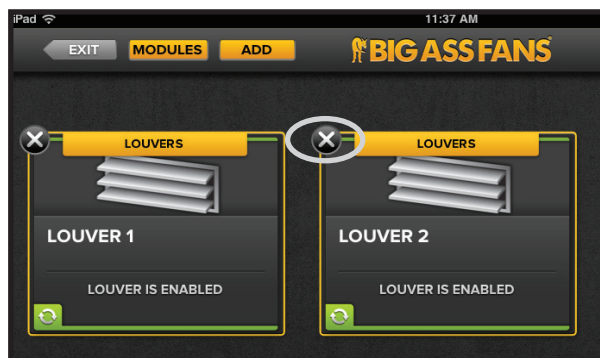 iPad 11:37 AM
EXIT MODULES ADD BIG ASS FANS
LOUVERS LOUVERS
LOUVER 1 LOUVER 2
LOUVER IS ENABLED LOUVER IS ENABLED